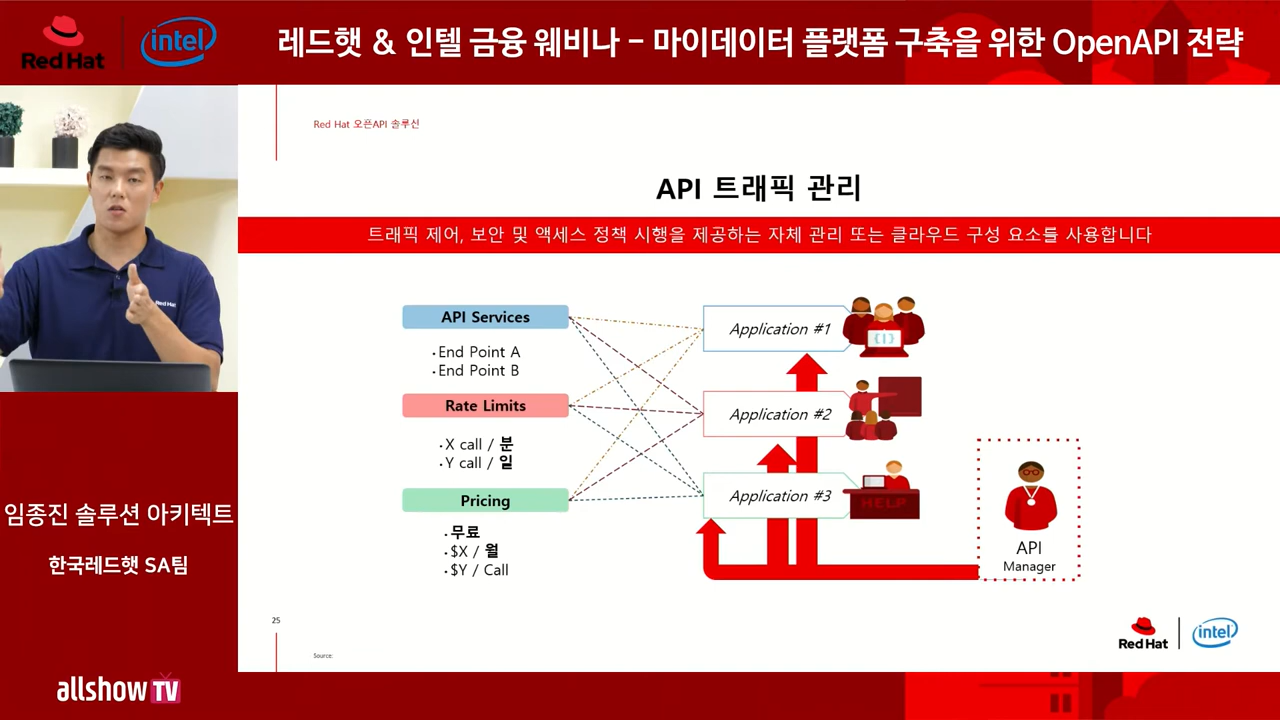 Red Hat
intel
레드햇 & 인텔 금융 웨비나 - 마이데이터 플랫폼 구축을 위한 OpenAPI 전략
Red Hat 오픈API 솔루션
API 트래픽 관리
트래픽 제어, 보안 및 액세스 정책 시행을 제공하는 자체 관리 또는 클라우드 구성 요소를 사용합니다
API Services
·End Point A
·End Point B
Rate Limits
·X call / 분
·Y call / 일
Pricing
·무료
·$X / 월
·$Y / Call
Application #1
Application #2
Application #3
HELP
API
Manager
Red Hat
임종진 솔루션 아키텍트
한국레드햇 SA팀
25
Source:
Red Hat
intel
allshow TV